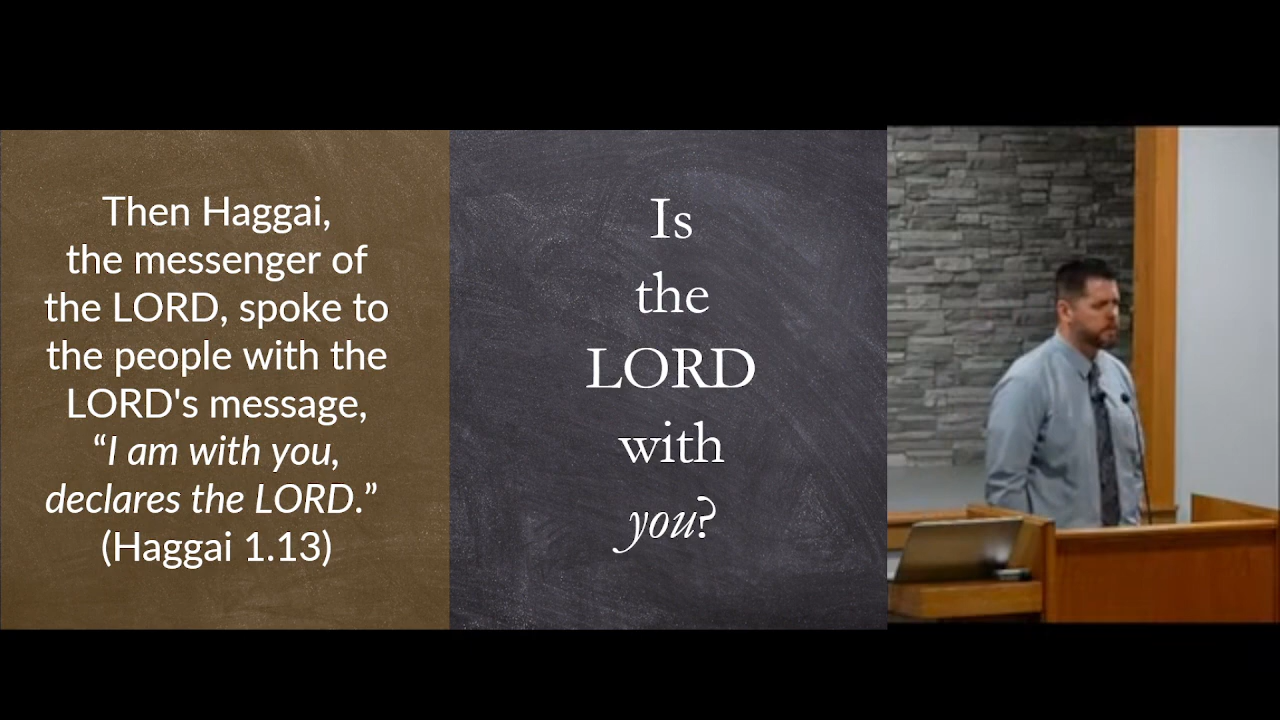 Then Haggai,
the messenger of
the LORD, spoke to
the people with the
LORD's message,
“I am with you,
declares the LORD.”
(Haggai 1.13)
Is
the
LORD
with
you?